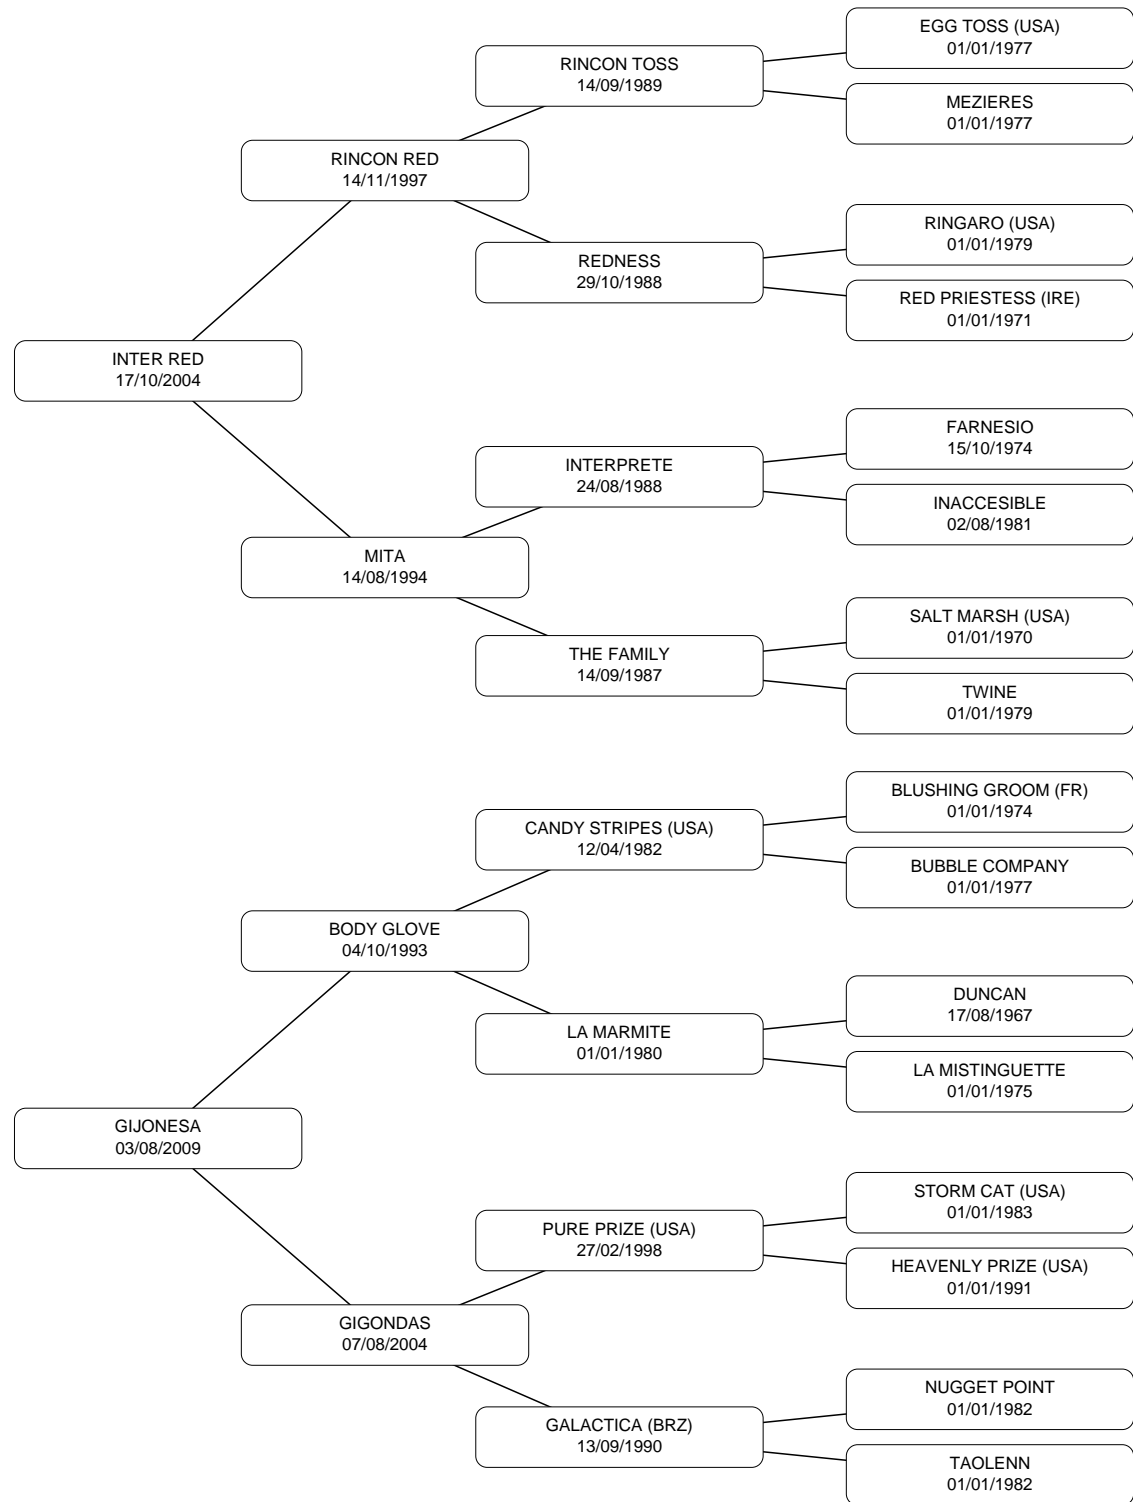 EGG TOSS (USA)
01/01/1977
RINCON TOSS
14/09/1989
MEZIERES
01/01/1977
RINCON RED
14/11/1997
RINGARO (USA)
01/01/1979
REDNESS
29/10/1988
RED PRIESTESS (IRE)
01/01/1971
INTER RED
17/10/2004
FARNESIO
15/10/1974
INTERPRETE
24/08/1988
INACCESIBLE
02/08/1981
MITA
14/08/1994
SALT MARSH (USA)
01/01/1970
THE FAMILY
14/09/1987
TWINE
01/01/1979
BLUSHING GROOM (FR)
01/01/1974
CANDY STRIPES (USA)
12/04/1982
BUBBLE COMPANY
01/01/1977
BODY GLOVE
04/10/1993
DUNCAN
17/08/1967
LA MARMITE
01/01/1980
LA MISTINGUETTE
01/01/1975
GIJONESA
03/08/2009
STORM CAT (USA)
01/01/1983
PURE PRIZE (USA)
27/02/1998
HEAVENLY PRIZE (USA)
01/01/1991
GIGONDAS
07/08/2004
NUGGET POINT
01/01/1982
GALACTICA (BRZ)
13/09/1990
TAOLENN
01/01/1982